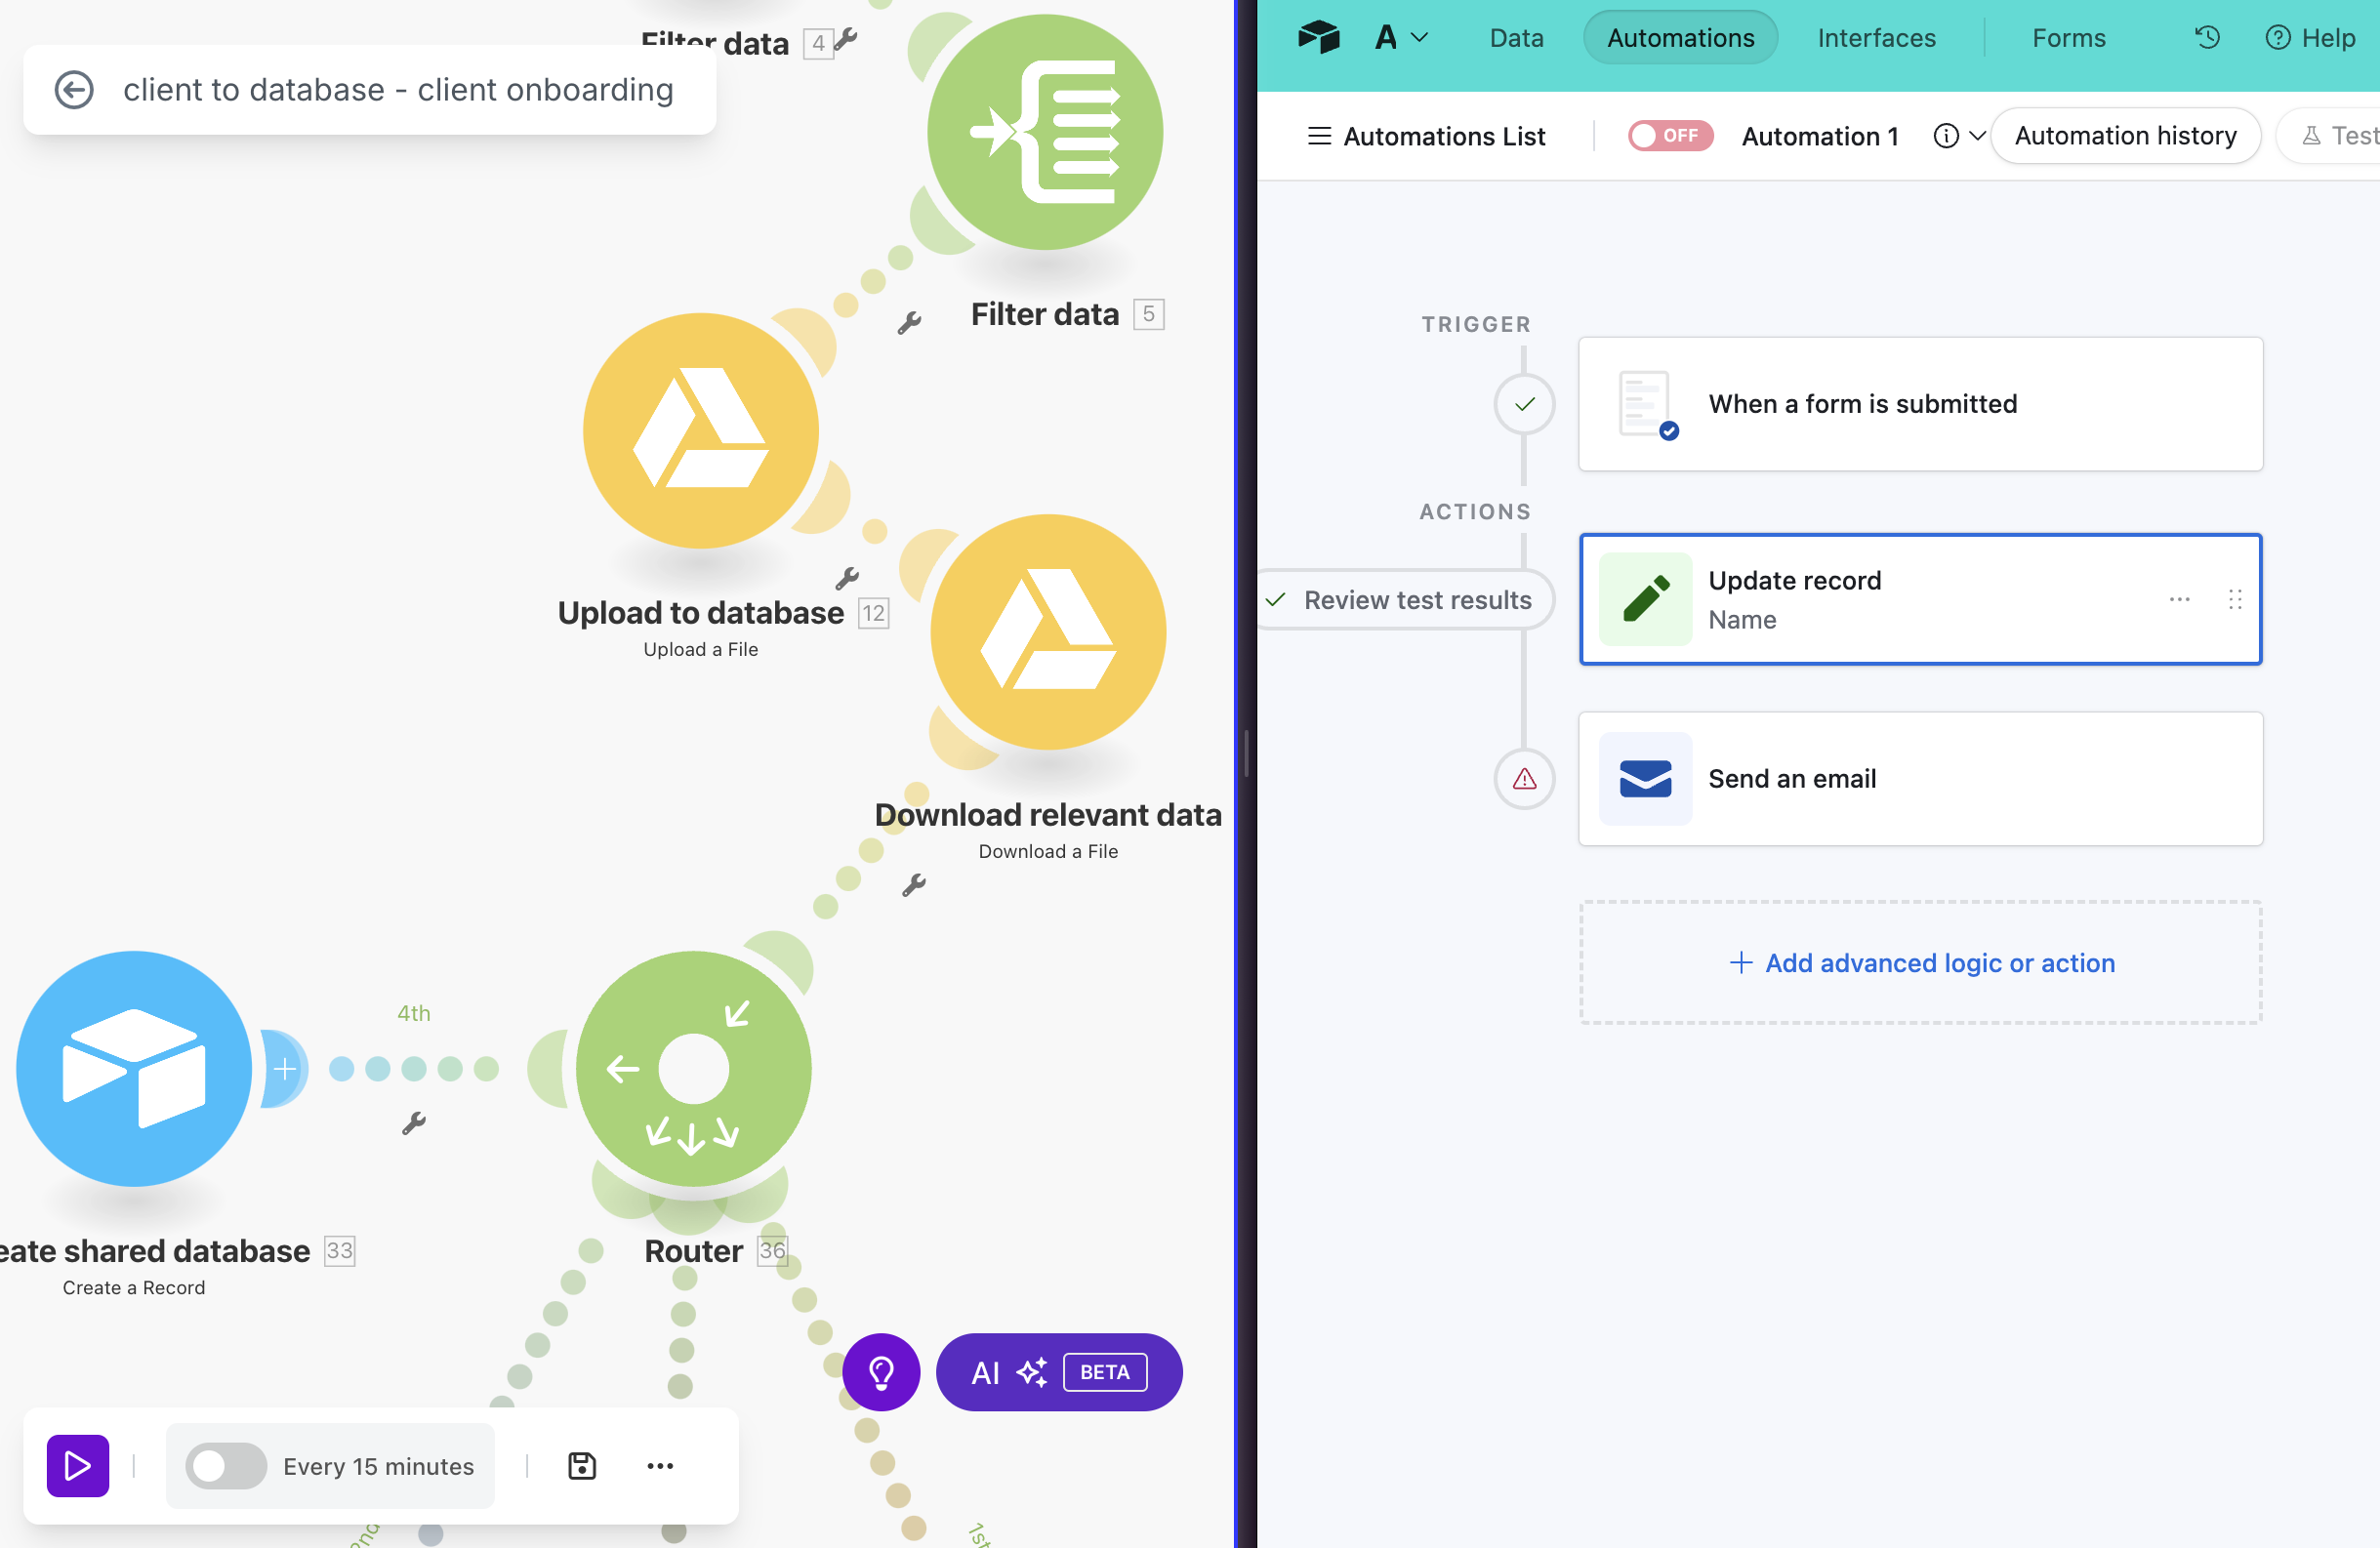 Filter data 4
client to database - client onboarding
Filter data 5
Upload to database 12
Upload a File
Download relevant data
Download a File
4th
eate shared database 33
Create a Record
Router 36
AI BETA
Every 15 minutes
1st
A Data Automations Interfaces Forms Help
Automations List OFF Automation 1 Automation history Test
TRIGGER
When a form is submitted
ACTIONS
Review test results
Update record
Name
Send an email
+ Add advanced logic or action